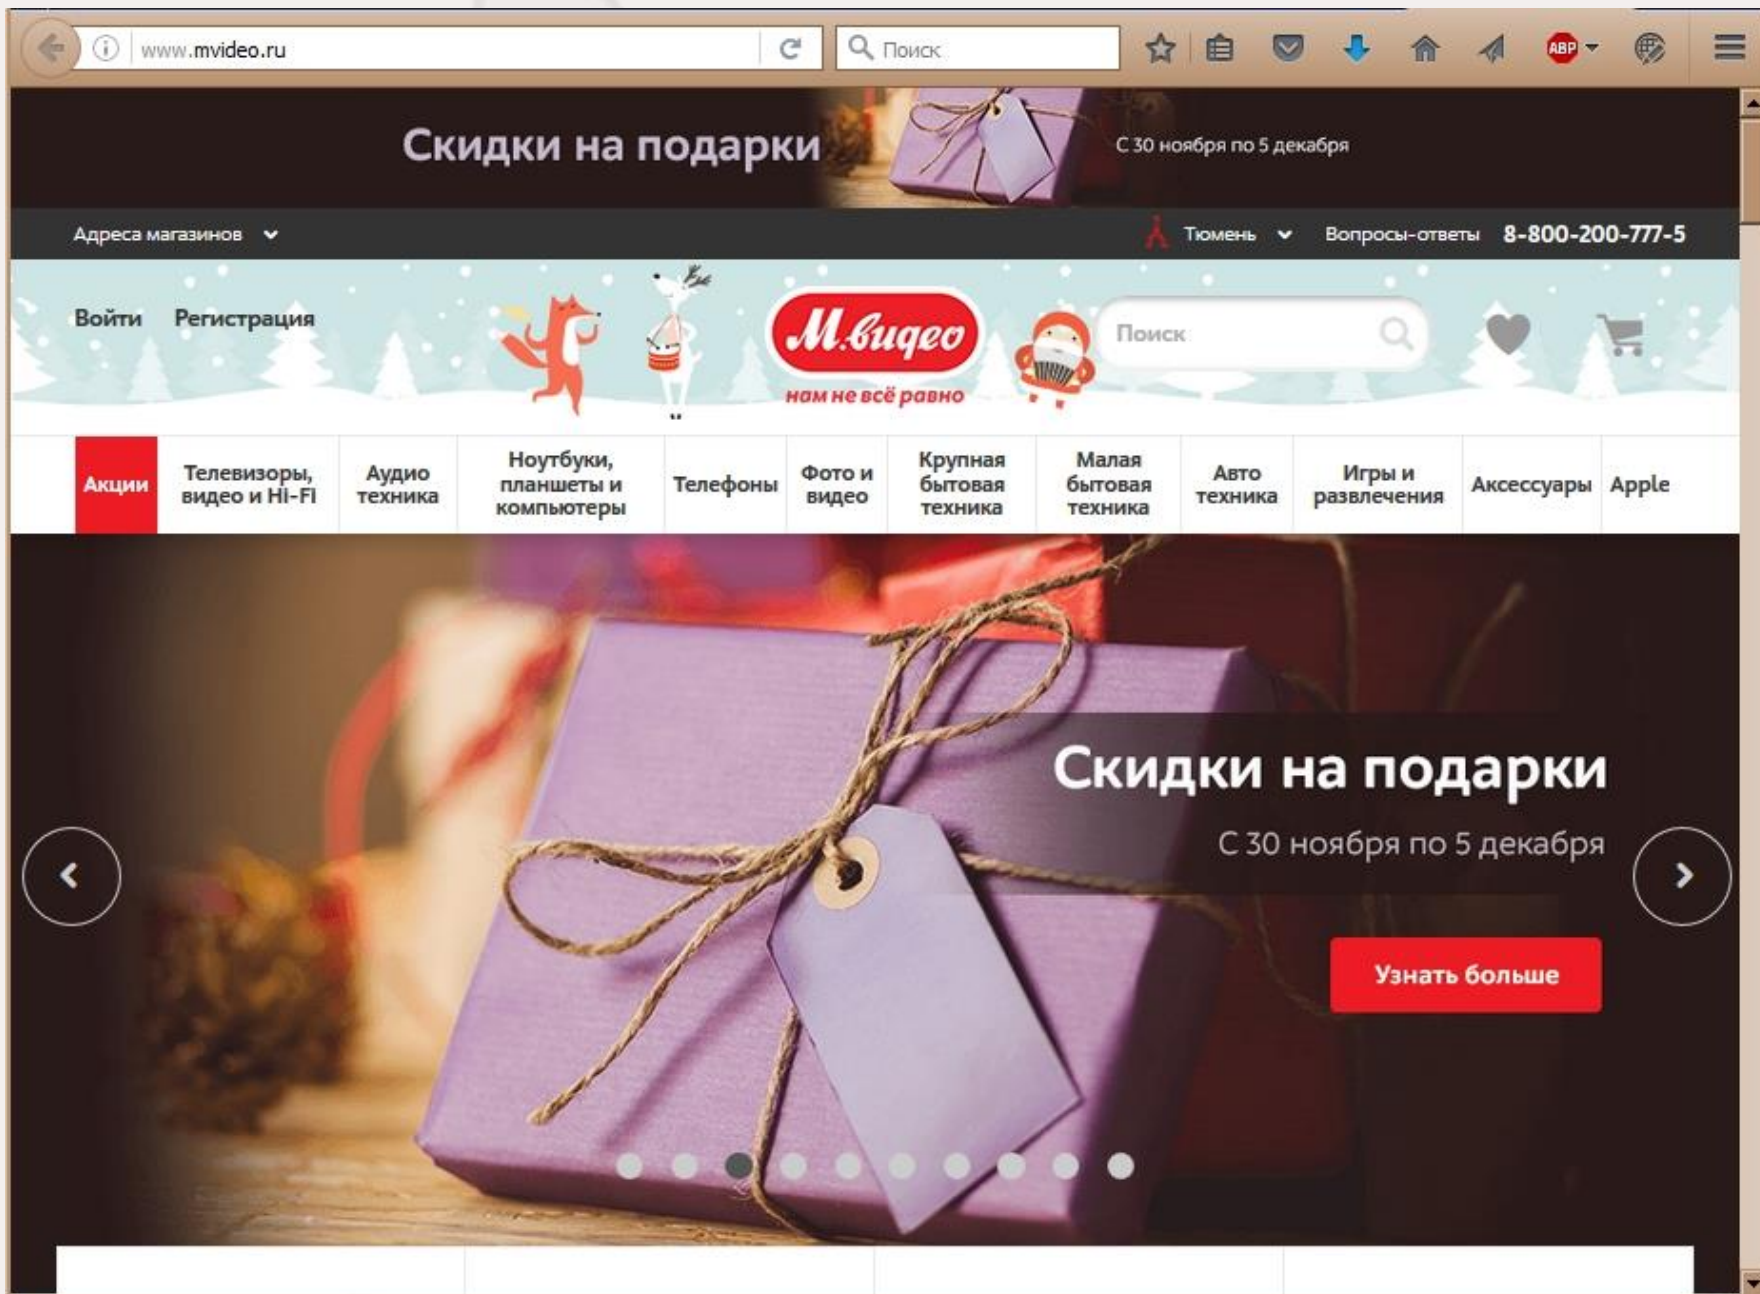 www.mvideo.ru
Поиск
ABP
Скидки на подарки
С 30 ноября по 5 декабря
Адреса магазинов
Тюмень
Вопросы-ответы
8-800-200-777-5
Войти
Регистрация
М.видео
нам не всё равно
Поиск
Акции
Телевизоры,
видео и Hi-Fi
Аудио
техника
Ноутбуки,
планшеты и
компьютеры
Телефоны
Фото и
видео
Крупная
бытовая
техника
Малая
бытовая
техника
Авто
техника
Игры и
развлечения
Аксессуары
Apple
Скидки на подарки
С 30 ноября по 5 декабря
Узнать больше